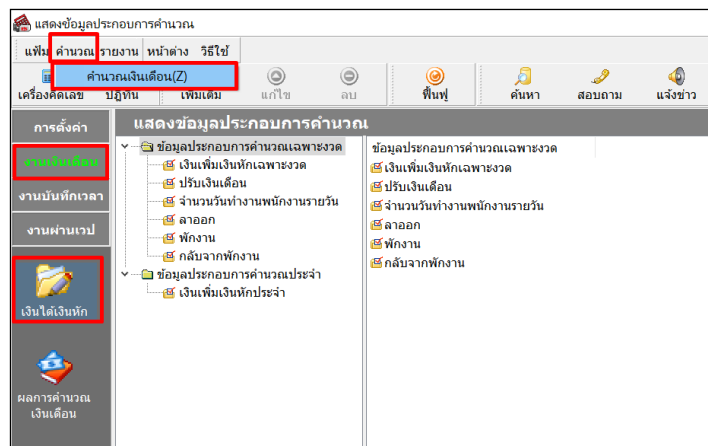 แสดงข้อมูลประกอบการคำนวณ
แฟ้ม คำนวณ รายงาน หน้าต่าง วิธีใช้
คำนวณเงินเดือน(Z)
เครื่องคิดเลข ปฏิทิน เพิ่มเติม แก้ไข ลบ ฟื้นฟู ค้นหา สอบถาม แจ้งข่าว
การตั้งค่า
งานเงินเดือน
งานบันทึกเวลา
งานผ่านเวป
เงินได้เงินหัก
ผลการคำนวณ
เงินเดือน
แสดงข้อมูลประกอบการคำนวณ
ข้อมูลประกอบการคำนวณเฉพาะงวด
เงินเพิ่มเงินหักเฉพาะงวด
ปรับเงินเดือน
จำนวนวันทำงานพนักงานรายวัน
ลาออก
พักงาน
กลับจากพักงาน
ข้อมูลประกอบการคำนวณประจำ
เงินเพิ่มเงินหักประจำ
ข้อมูลประกอบการคำนวณเฉพาะงวด
เงินเพิ่มเงินหักเฉพาะงวด
ปรับเงินเดือน
จำนวนวันทำงานพนักงานรายวัน
ลาออก
พักงาน
กลับจากพักงาน